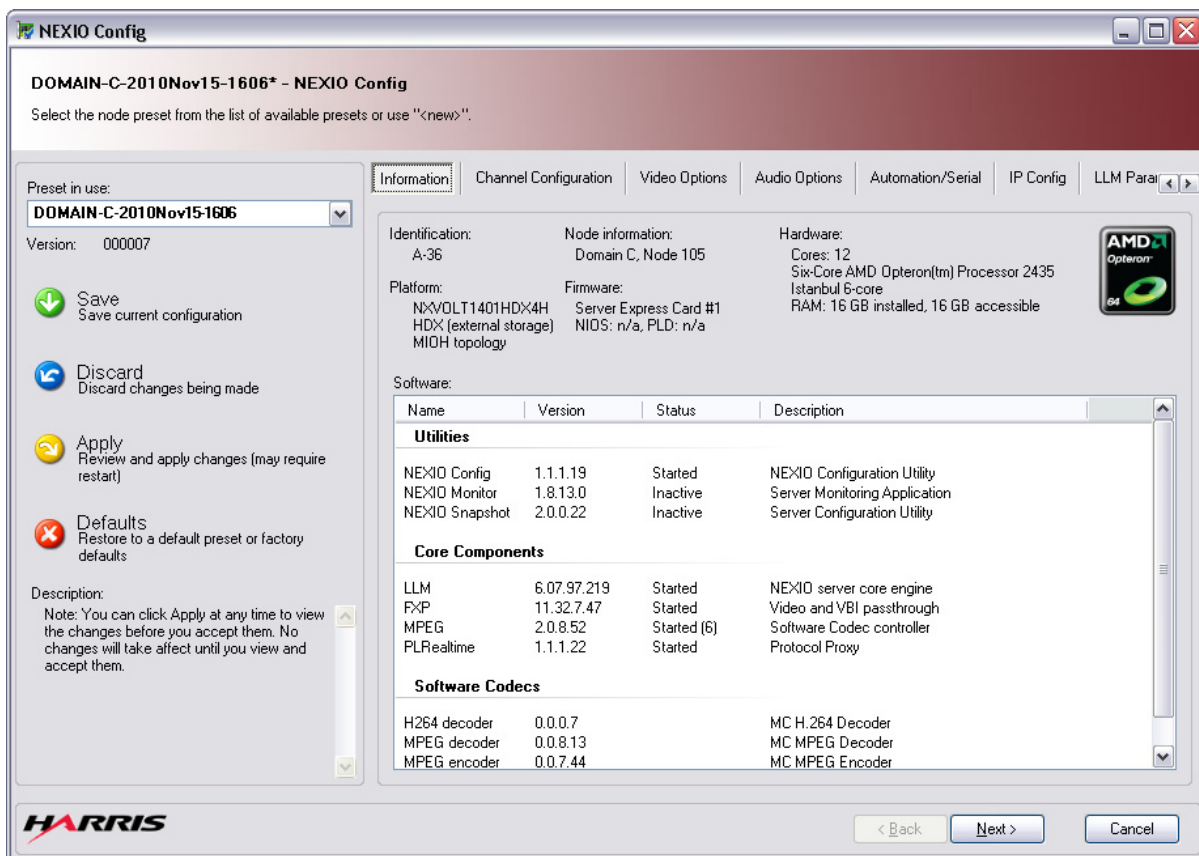 NEXIO Config
DOMAIN-C-2010Nov15-1606* - NEXIO Config
Select the node preset from the list of available presets or use "<new>".
Preset in use:
DOMAIN-C-2010Nov15-1606
Version: 000007
Save
Save current configuration
Discard
Discard changes being made
Apply
Review and apply changes (may require
restart)
Defaults
Restore to a default preset or factory
defaults
Description:
Note: You can click Apply at any time to view
the changes before you accept them. No
changes will take affect until you view and
accept them.
Information Channel Configuration Video Options Audio Options Automation/Serial IP Config LLM Para
Identification:
A-36
Platform:
NXVOLT1401HDX4H
HDX (external storage)
MIOH topology
Node information:
Domain C, Node 105
Firmware:
Server Express Card #1
NIOS: n/a, PLD: n/a
Hardware:
Cores: 12
Six-Core AMD Opteron(tm) Processor 2435
Istanbul 6-core
RAM: 16 GB installed, 16 GB accessible
AMD
Opteron
64
Software:
Name Version Status Description
Utilities
NEXIO Config 1.1.1.19 Started NEXIO Configuration Utility
NEXIO Monitor 1.8.13.0 Inactive Server Monitoring Application
NEXIO Snapshot 2.0.0.22 Inactive Server Configuration Utility
Core Components
LLM 6.07.97.219 Started NEXIO server core engine
FXP 11.32.7.47 Started Video and VBI passthrough
MPEG 2.0.8.52 Started (6) Software Codec controller
PLRealtime 1.1.1.22 Started Protocol Proxy
Software Codecs
H264 decoder 0.0.0.7 MC H.264 Decoder
MPEG decoder 0.0.8.13 MC MPEG Decoder
MPEG encoder 0.0.7.44 MC MPEG Encoder
HARRIS
< Back Next > Cancel